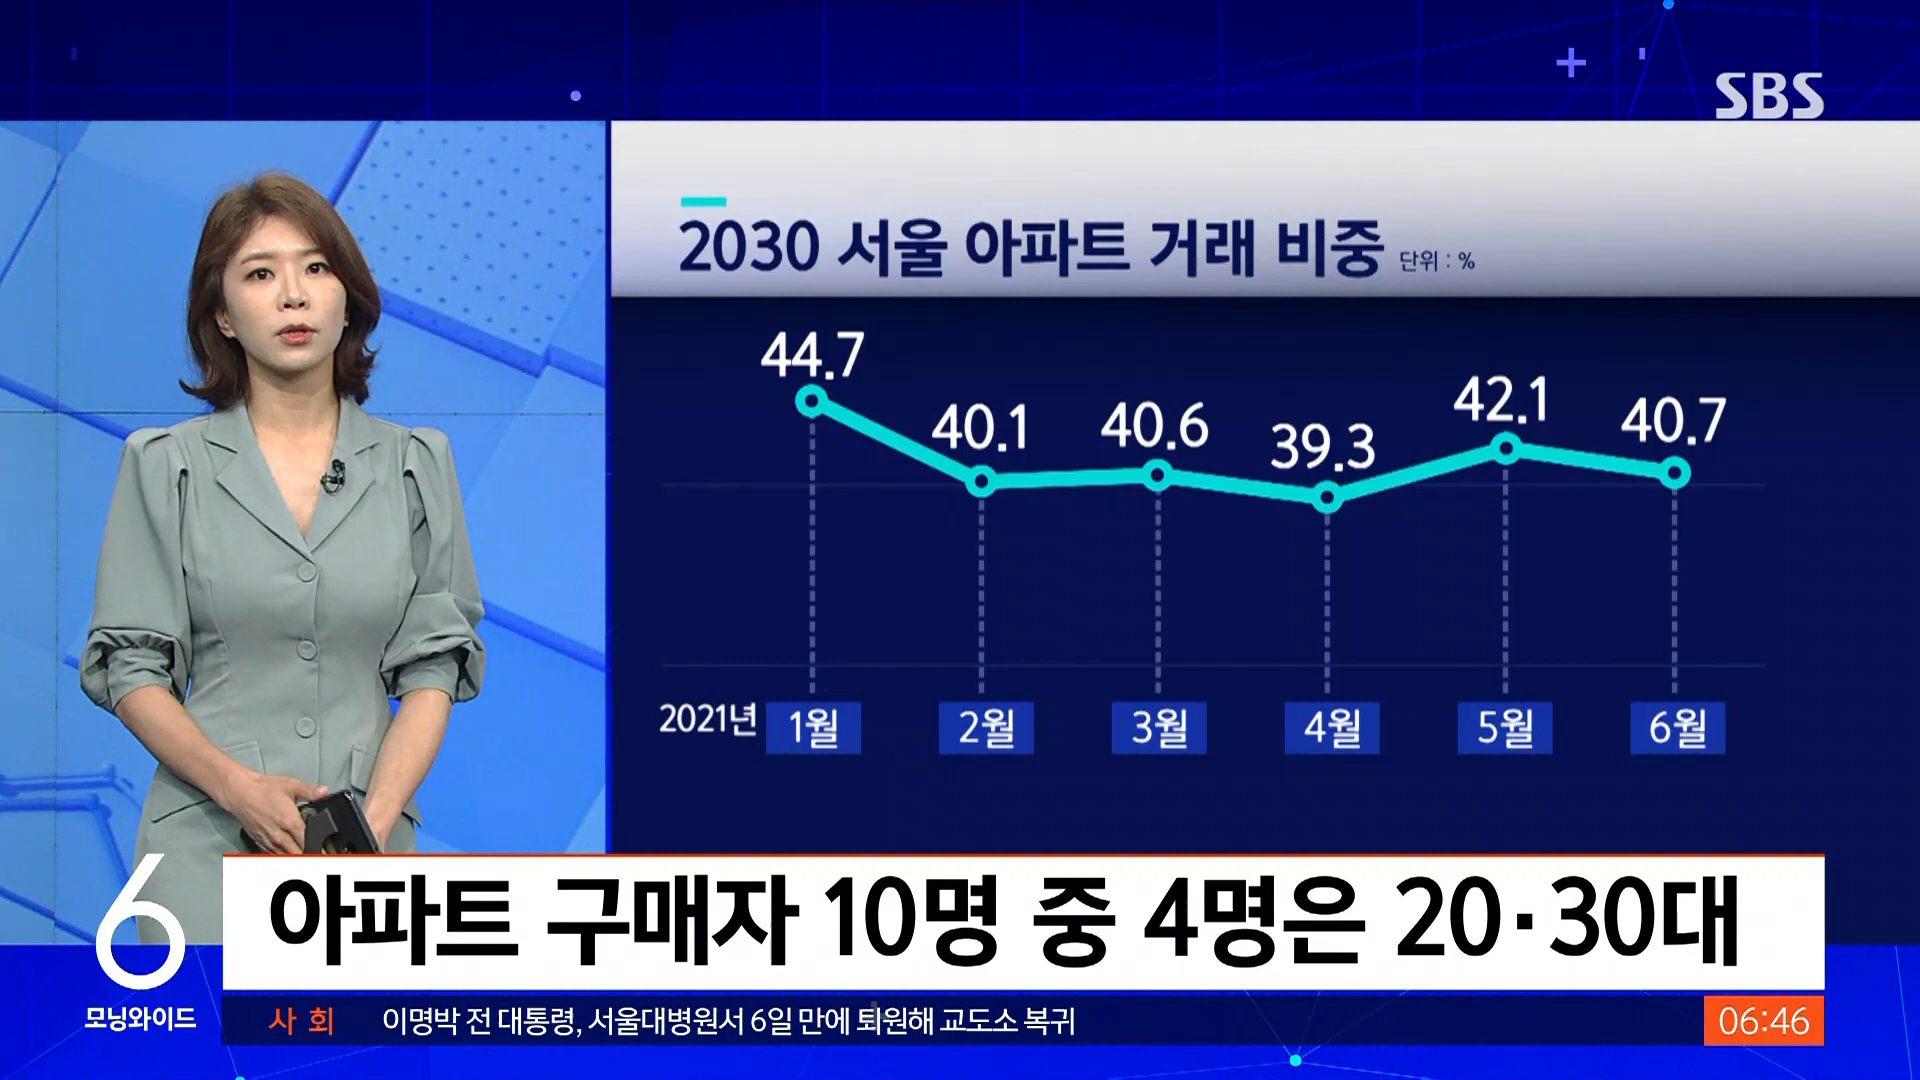 SBS
2030 서울 아파트 거래 비중 단위 : %
44.7
40.1
40.6
39.3
42.1
40.7
2021년 1월 2월 3월 4월 5월 6월
아파트 구매자 10명 중 4명은 20·30대
6
모닝와이드
사 회 이명박 전 대통령, 서울대병원서 6일 만에 퇴원해 교도소 복귀 06:46